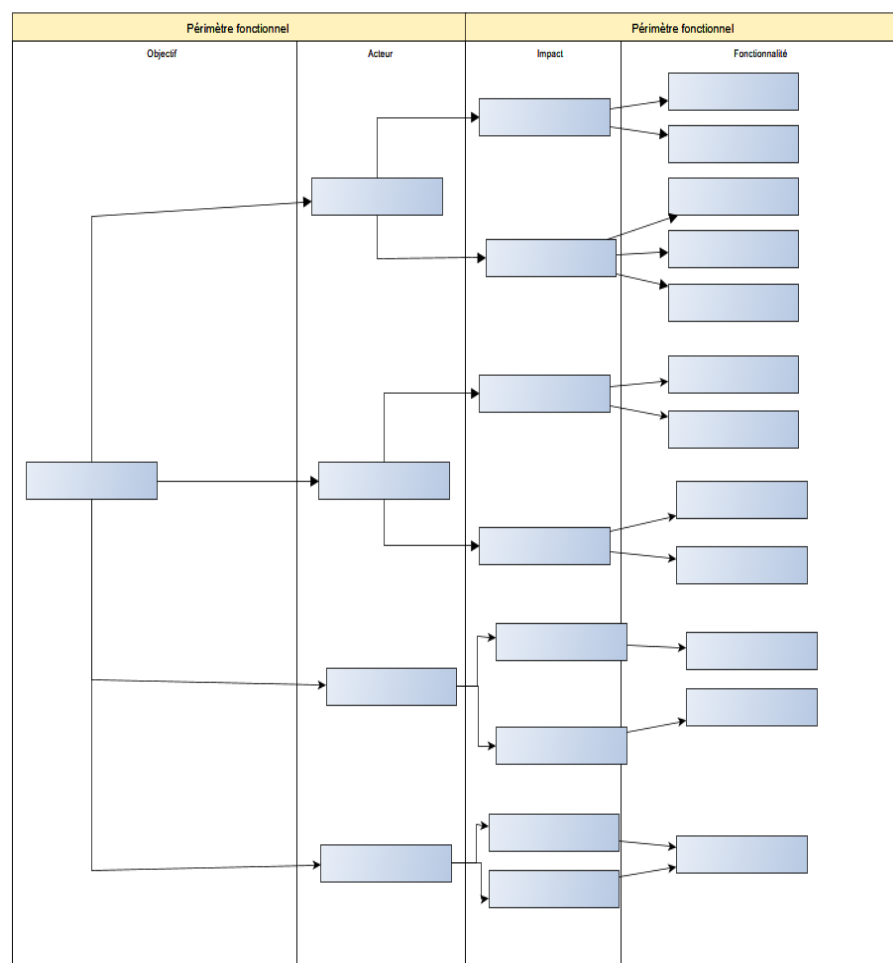 Périmètre fonctionnel
Périmètre fonctionnel
Objectif
Acteur
Impact
Fonctionnalité